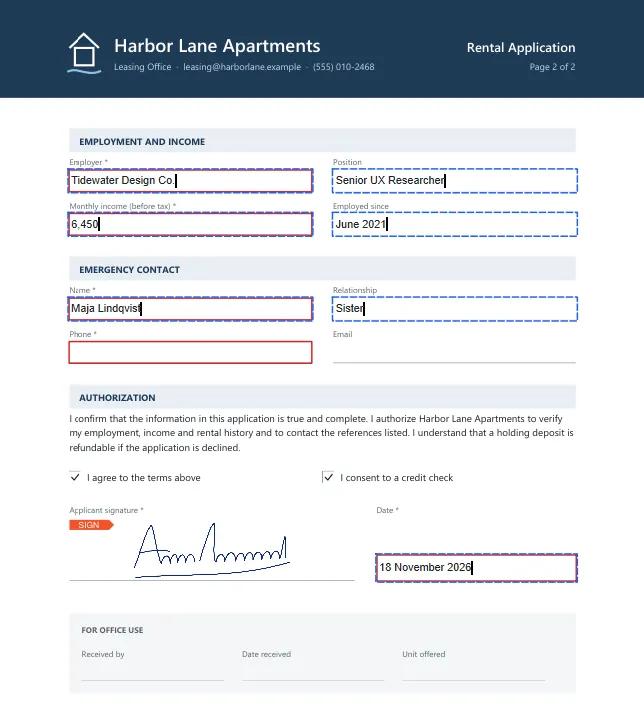 Harbor Lane Apartments
Rental Application
Leasing Office · leasing@harborlane.example · (555) 010-2468
Page 2 of 2
EMPLOYMENT AND INCOME
Employer *
Position
Tidewater Design Co.
Senior UX Researcher
Monthly income (before tax) *
Employed since
6,450
June 2021
EMERGENCY CONTACT
Name *
Relationship
Maja Lindqvist
Sister
Phone *
Email
AUTHORIZATION
I confirm that the information in this application is true and complete. I authorize Harbor Lane Apartments to verify
my employment, income and rental history and to contact the references listed. I understand that a holding deposit is
refundable if the application is declined.
I agree to the terms above
I consent to a credit check
Applicant signature *
Date *
SIGN
18 November 2026
FOR OFFICE USE
Received by
Date received
Unit offered